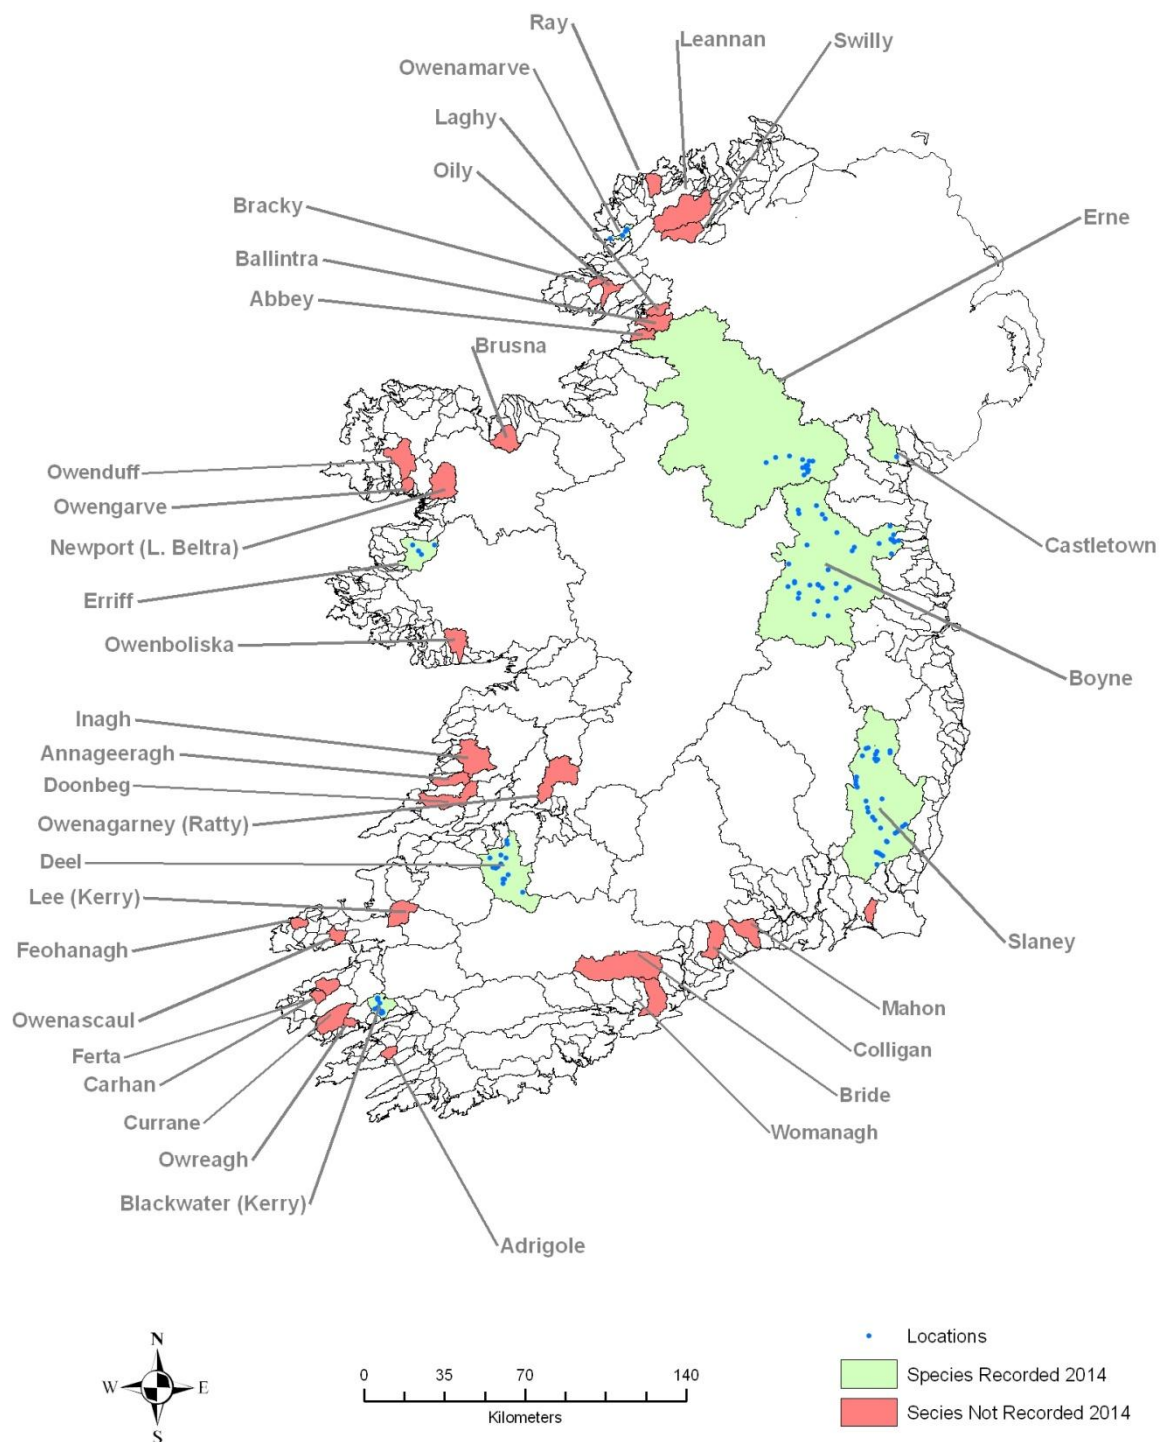 Ray
Leannan
Swilly
Owenamarve
Laghy
Oily
Bracky
Erne
Ballintra
Abbey
Brusna
Owenduff
Owengarve
Newport (L. Beltra)
Castletown
Erriff
Owenboliska
Boyne
Inagh
Annageeragh
Doonbeg
Owenagarney (Ratty)
Deel
Lee (Kerry)
Feohanagh
Slaney
Owenascaul
Mahon
Ferta
Colligan
Carhan
Bride
Currane
Womanagh
Owreagh
Blackwater (Kerry)
Adrigole
N
W E
S
0 35 70 140
Kilometers
Locations
Species Recorded 2014
Secies Not Recorded 2014